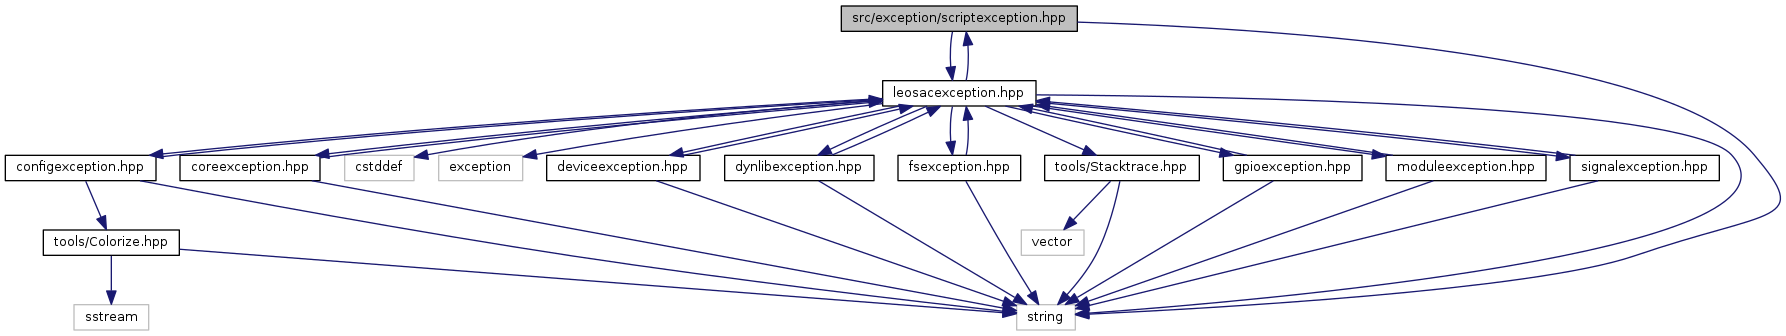 src/exception/scriptexception.hpp
leosacexception.hpp
configexception.hpp
coreexception.hpp
cstddef
exception
deviceexception.hpp
dynlibexception.hpp
fsexception.hpp
tools/Stacktrace.hpp
gpioexception.hpp
moduleexception.hpp
signalexception.hpp
tools/Colorize.hpp
vector
sstream
string